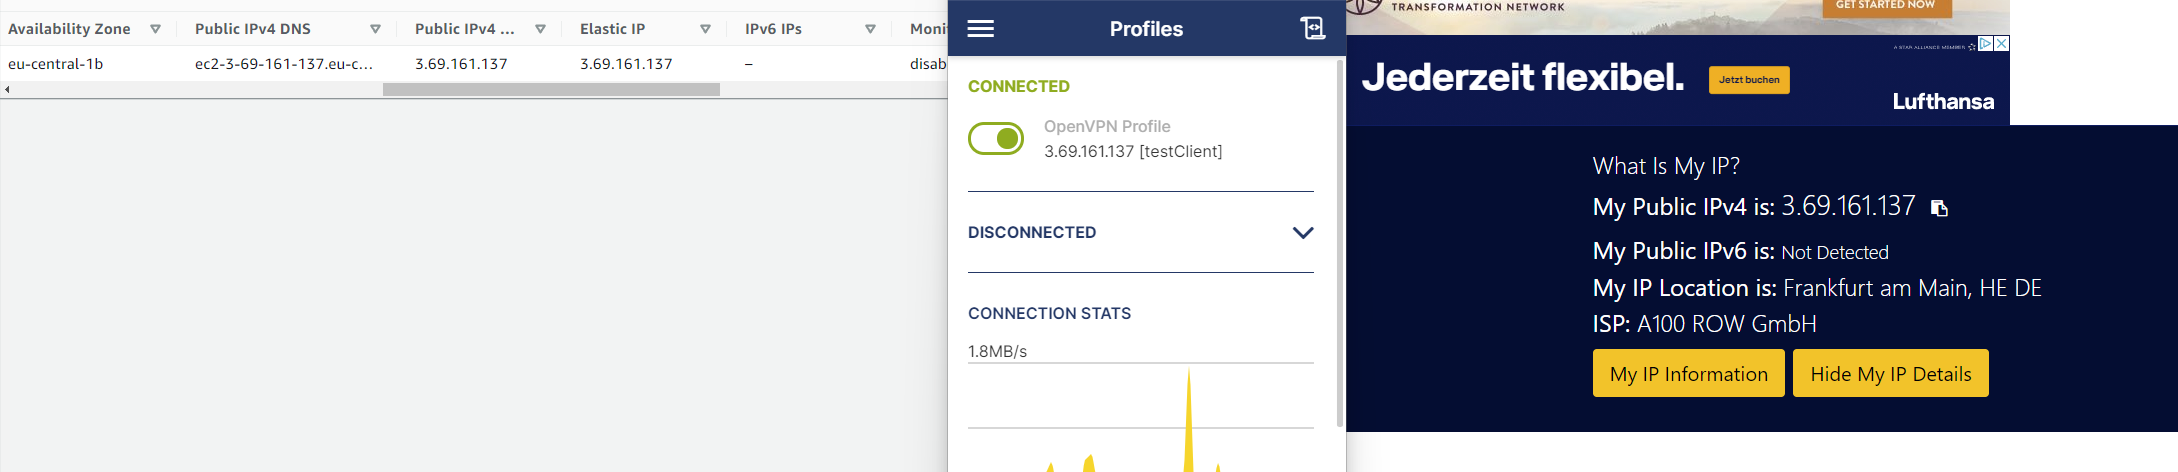 Availability Zone
Public IPv4 DNS
Public IPv4 ...
Elastic IP
IPv6 IPs
Monit
eu-central-1b
ec2-3-69-161-137.eu-c...
3.69.161.137
3.69.161.137
–
disab
Profiles
CONNECTED
OpenVPN Profile
3.69.161.137 [testClient]
DISCONNECTED
CONNECTION STATS
1.8MB/s
TRANSFORMATION NETWORK
GET STARTED NOW
A STAR ALLIANCE MEMBER
Jederzeit flexibel.
Jetzt buchen
Lufthansa
What Is My IP?
My Public IPv4 is: 3.69.161.137
My Public IPv6 is: Not Detected
My IP Location is: Frankfurt am Main, HE DE
ISP: A100 ROW GmbH
My IP Information
Hide My IP Details